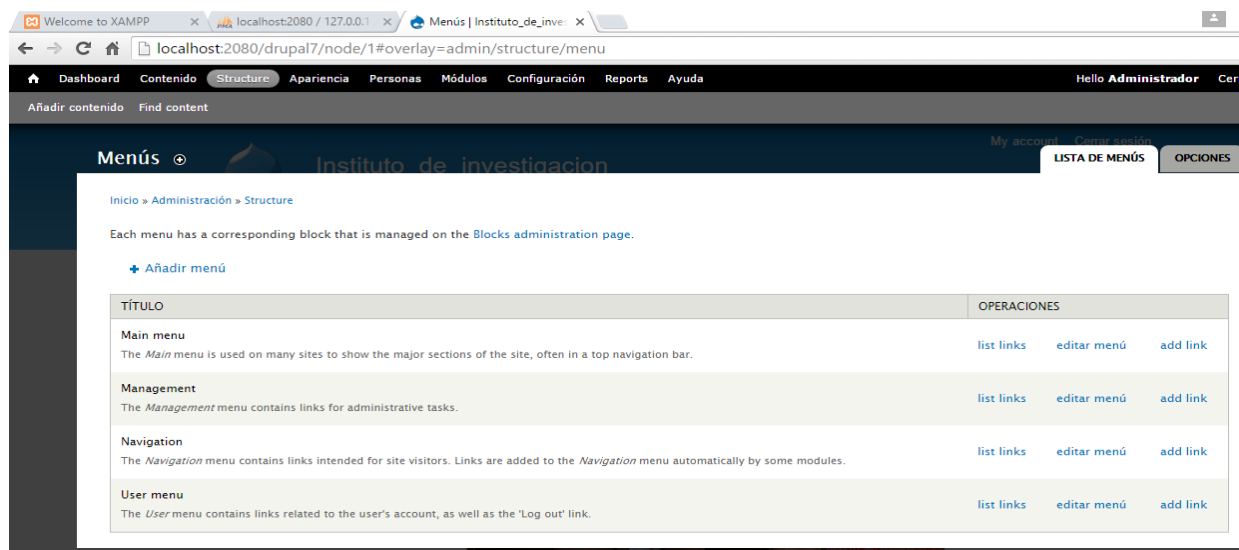 Welcome to XAMPP localhost:2080 / 127.0.0.1 Menús | Instituto_de_inve
localhost:2080/drupal7/node/1#overlay=admin/structure/menu
Dashboard Contenido Structure Apariencia Personas Módulos Configuración Reports Ayuda Hello Administrador Cer
Añadir contenido Find content
My account Cerrar sesión
Menús Instituto de investigacion LISTA DE MENÚS OPCIONES
Inicio » Administración » Structure
Each menu has a corresponding block that is managed on the Blocks administration page.
+ Añadir menú
TÍTULO OPERACIONES
Main menu
The Main menu is used on many sites to show the major sections of the site, often in a top navigation bar.
list links editar menú add link
Management
The Management menu contains links for administrative tasks.
list links editar menú add link
Navigation
The Navigation menu contains links intended for site visitors. Links are added to the Navigation menu automatically by some modules.
list links editar menú add link
User menu
The User menu contains links related to the user's account, as well as the 'Log out' link.
list links editar menú add link